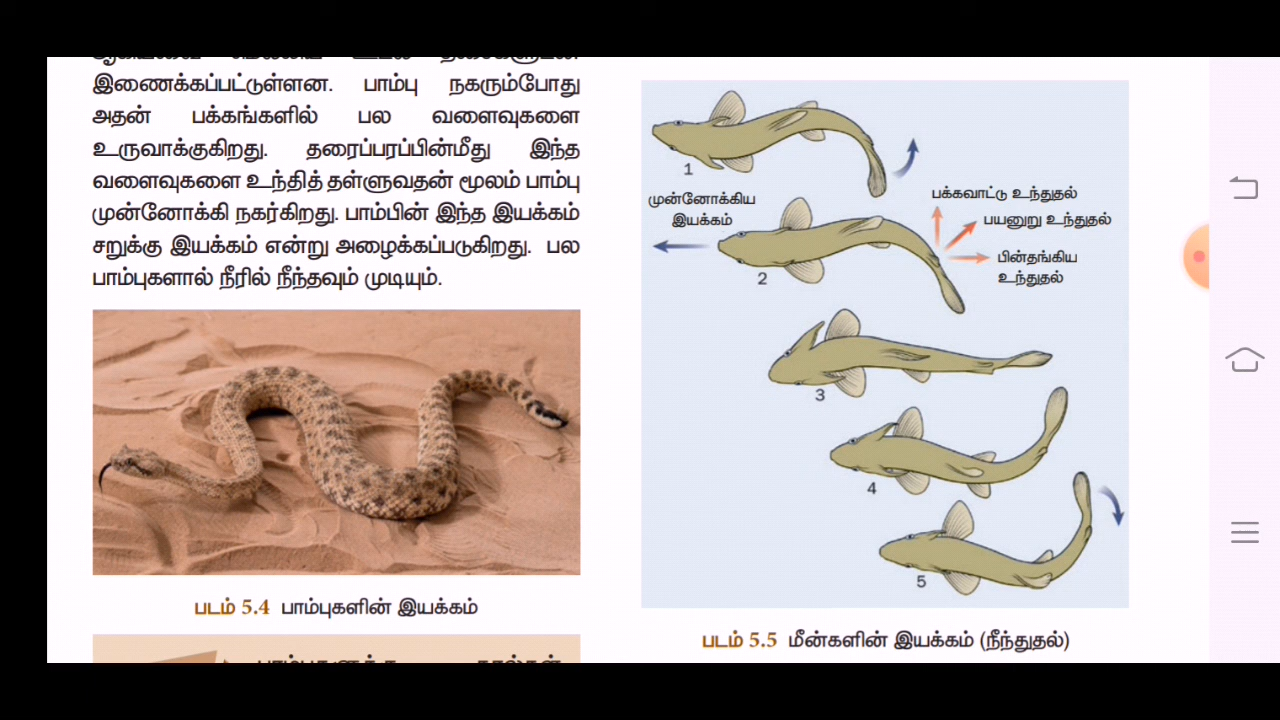 இணைக்கப்பட்டுள்ளன. பாம்பு நகரும்போது
அதன் பக்கங்களில் பல வளைவுகளை
உருவாக்குகிறது. தரைப்பரப்பின்மீது இந்த
வளைவுகளை உந்தித் தள்ளுவதன் மூலம் பாம்பு
முன்னோக்கி நகர்கிறது. பாம்பின் இந்த இயக்கம்
சறுக்கு இயக்கம் என்று அழைக்கப்படுகிறது. பல
பாம்புகளால் நீரில் நீந்தவும் முடியும்.
படம் 5.4 பாம்புகளின் இயக்கம்
1
முன்னோக்கிய
இயக்கம்
பக்கவாட்டு உந்துதல்
பயனுறு உந்துதல்
பின்தங்கிய
உந்துதல்
2
3
4
5
படம் 5.5 மீன்களின் இயக்கம் (நீந்துதல்)